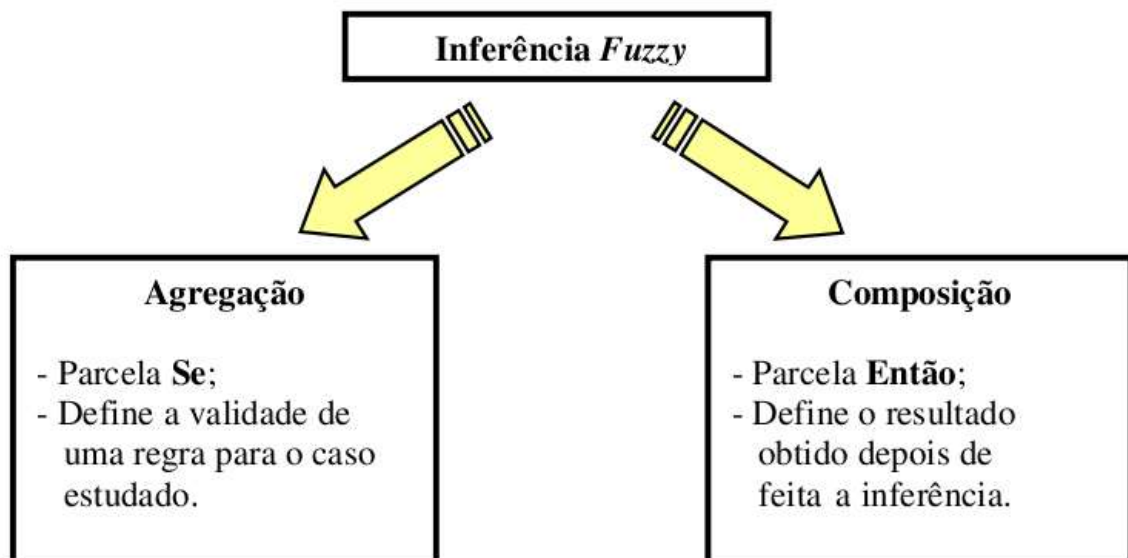 Inferência Fuzzy
Agregação
- Parcela Se;
- Define a validade de
uma regra para o caso
estudado.
Composição
- Parcela Então;
- Define o resultado
obtido depois de
feita a inferência.